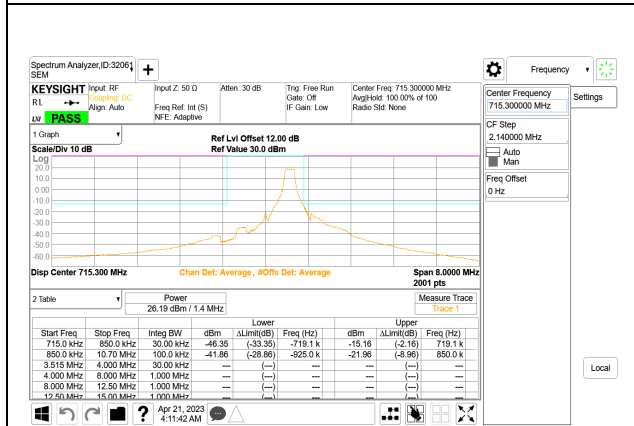 Spectrum Analyzer,ID:32061
SEM
+
Frequency
KEYSIGHT
RL
LXI PASS
Input: RF
Coupling: DC
Align: Auto
Input Z: 50 Ω
Freq Ref: Int (S)
NFE: Adaptive
Atten: 30 dB
Trig: Free Run
Gate: Off
IF Gain: Low
Center Freq: 715.300000 MHz
Avg|Hold: 100.00% of 100
Radio Std: None
Center Frequency
715.300000 MHz
Settings
CF Step
2.140000 MHz
Auto
Man
Freq Offset
0 Hz
Local
1 Graph
Scale/Div 10 dB
Ref Lvl Offset 12.00 dB
Ref Value 30.0 dBm
Log
20.0
10.0
0.00
-10.0
-20.0
-30.0
-40.0
-50.0
-60.0
Disp Center 715.300 MHz
Chan Det: Average, #Offs Det: Average
Span 8.0000 MHz
2001 pts
2 Table
Power
26.19 dBm / 1.4 MHz
Measure Trace
Trace 1
Lower Upper
Start Freq Stop Freq Integ BW dBm ΔLimit(dB) Freq (Hz) dBm ΔLimit(dB) Freq (Hz)
715.0 kHz 850.0 kHz 30.00 kHz -46.35 (-33.35) -719.1 k -15.16 (-2.16) 719.1 k
850.0 kHz 10.70 MHz 100.0 kHz -41.86 (-28.86) -925.0 k -21.96 (-8.96) 850.0 k
3.515 MHz 4.000 MHz 30.00 kHz --- (---) --- --- (---) ---
4.000 MHz 8.000 MHz 1.000 MHz --- (---) --- --- (---) ---
8.000 MHz 12.50 MHz 1.000 MHz --- (---) --- --- (---) ---
12.50 MHz 15.00 MHz 1.000 MHz --- (---) --- --- (---) ---
?
Apr 21, 2023
4:11:42 AM